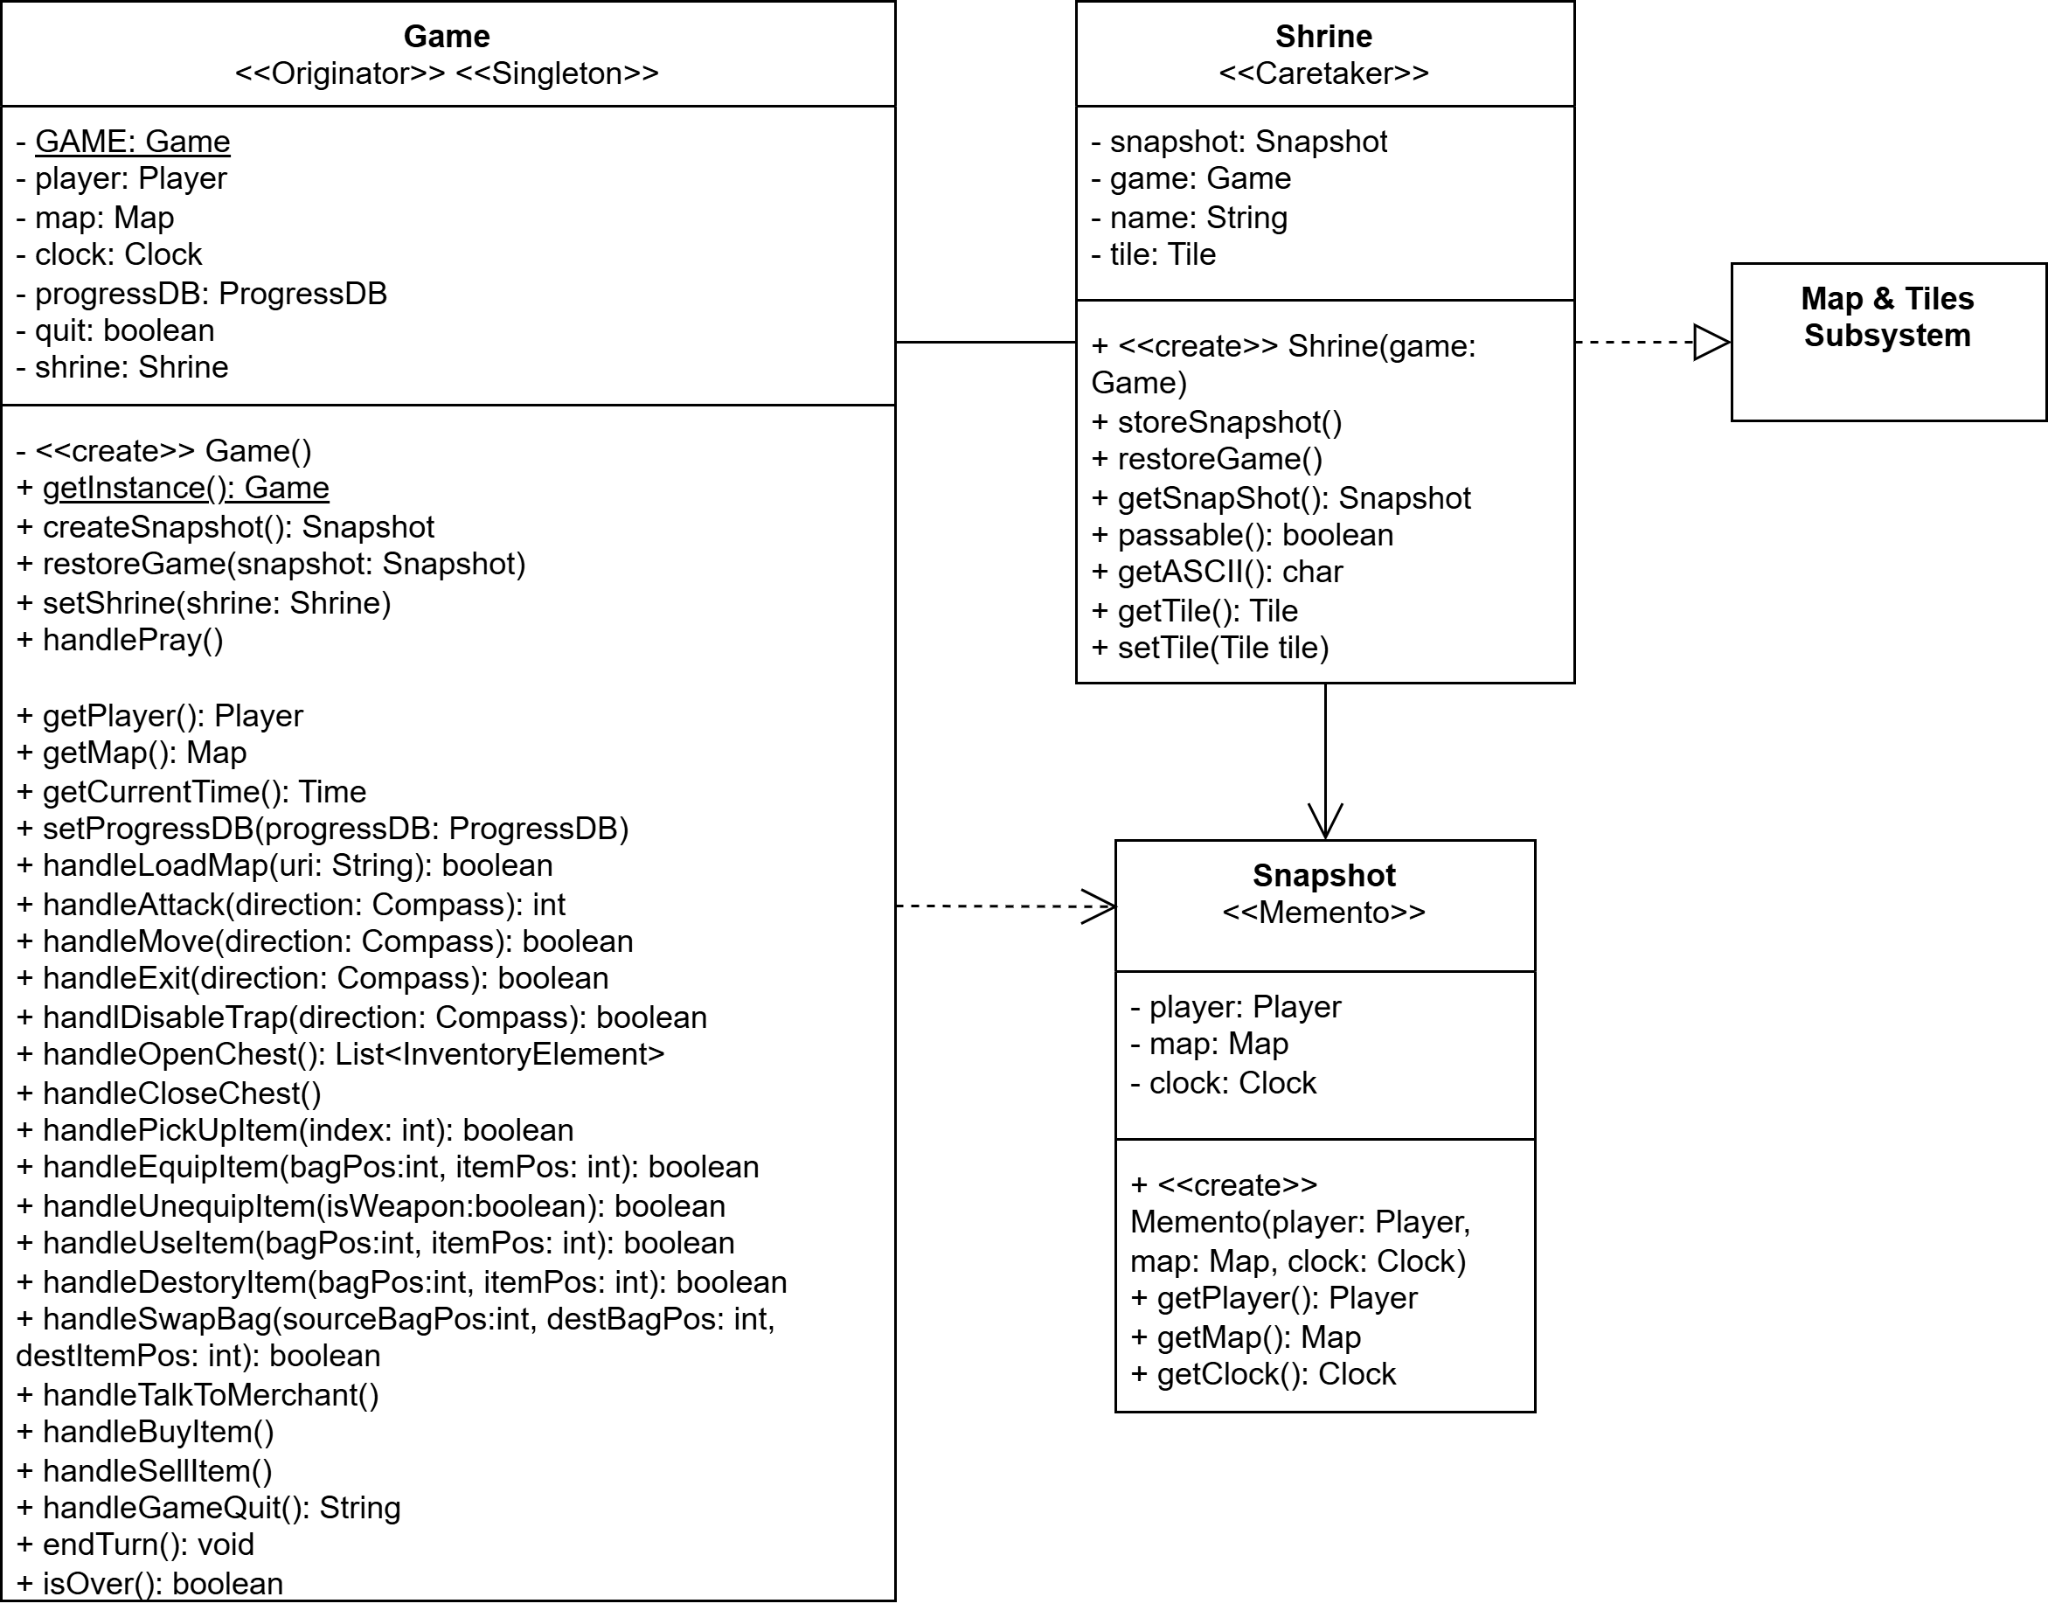 Game
<<Originator>> <<Singleton>>
- GAME: Game
- player: Player
- map: Map
- clock: Clock
- progressDB: ProgressDB
- quit: boolean
- shrine: Shrine
- <<create>> Game()
+ getInstance(): Game
+ createSnapshot(): Snapshot
+ restoreGame(snapshot: Snapshot)
+ setShrine(shrine: Shrine)
+ handlePray()
+ getPlayer(): Player
+ getMap(): Map
+ getCurrentTime(): Time
+ setProgressDB(progressDB: ProgressDB)
+ handleLoadMap(uri: String): boolean
+ handleAttack(direction: Compass): int
+ handleMove(direction: Compass): boolean
+ handleExit(direction: Compass): boolean
+ handlDisableTrap(direction: Compass): boolean
+ handleOpenChest(): List<InventoryElement>
+ handleCloseChest()
+ handlePickUpItem(index: int): boolean
+ handleEquipItem(bagPos:int, itemPos: int): boolean
+ handleUnequipItem(isWeapon:boolean): boolean
+ handleUseItem(bagPos:int, itemPos: int): boolean
+ handleDestoryItem(bagPos:int, itemPos: int): boolean
+ handleSwapBag(sourceBagPos:int, destBagPos: int,
destItemPos: int): boolean
+ handleTalkToMerchant()
+ handleBuyItem()
+ handleSellItem()
+ handleGameQuit(): String
+ endTurn(): void
+ isOver(): boolean
Shrine
<<Caretaker>>
- snapshot: Snapshot
- game: Game
- name: String
- tile: Tile
+ <<create>> Shrine(game:
Game)
+ storeSnapshot()
+ restoreGame()
+ getSnapShot(): Snapshot
+ passable(): boolean
+ getASCII(): char
+ getTile(): Tile
+ setTile(Tile tile)
Map & Tiles
Subsystem
Snapshot
<<Memento>>
- player: Player
- map: Map
- clock: Clock
+ <<create>>
Memento(player: Player,
map: Map, clock: Clock)
+ getPlayer(): Player
+ getMap(): Map
+ getClock(): Clock